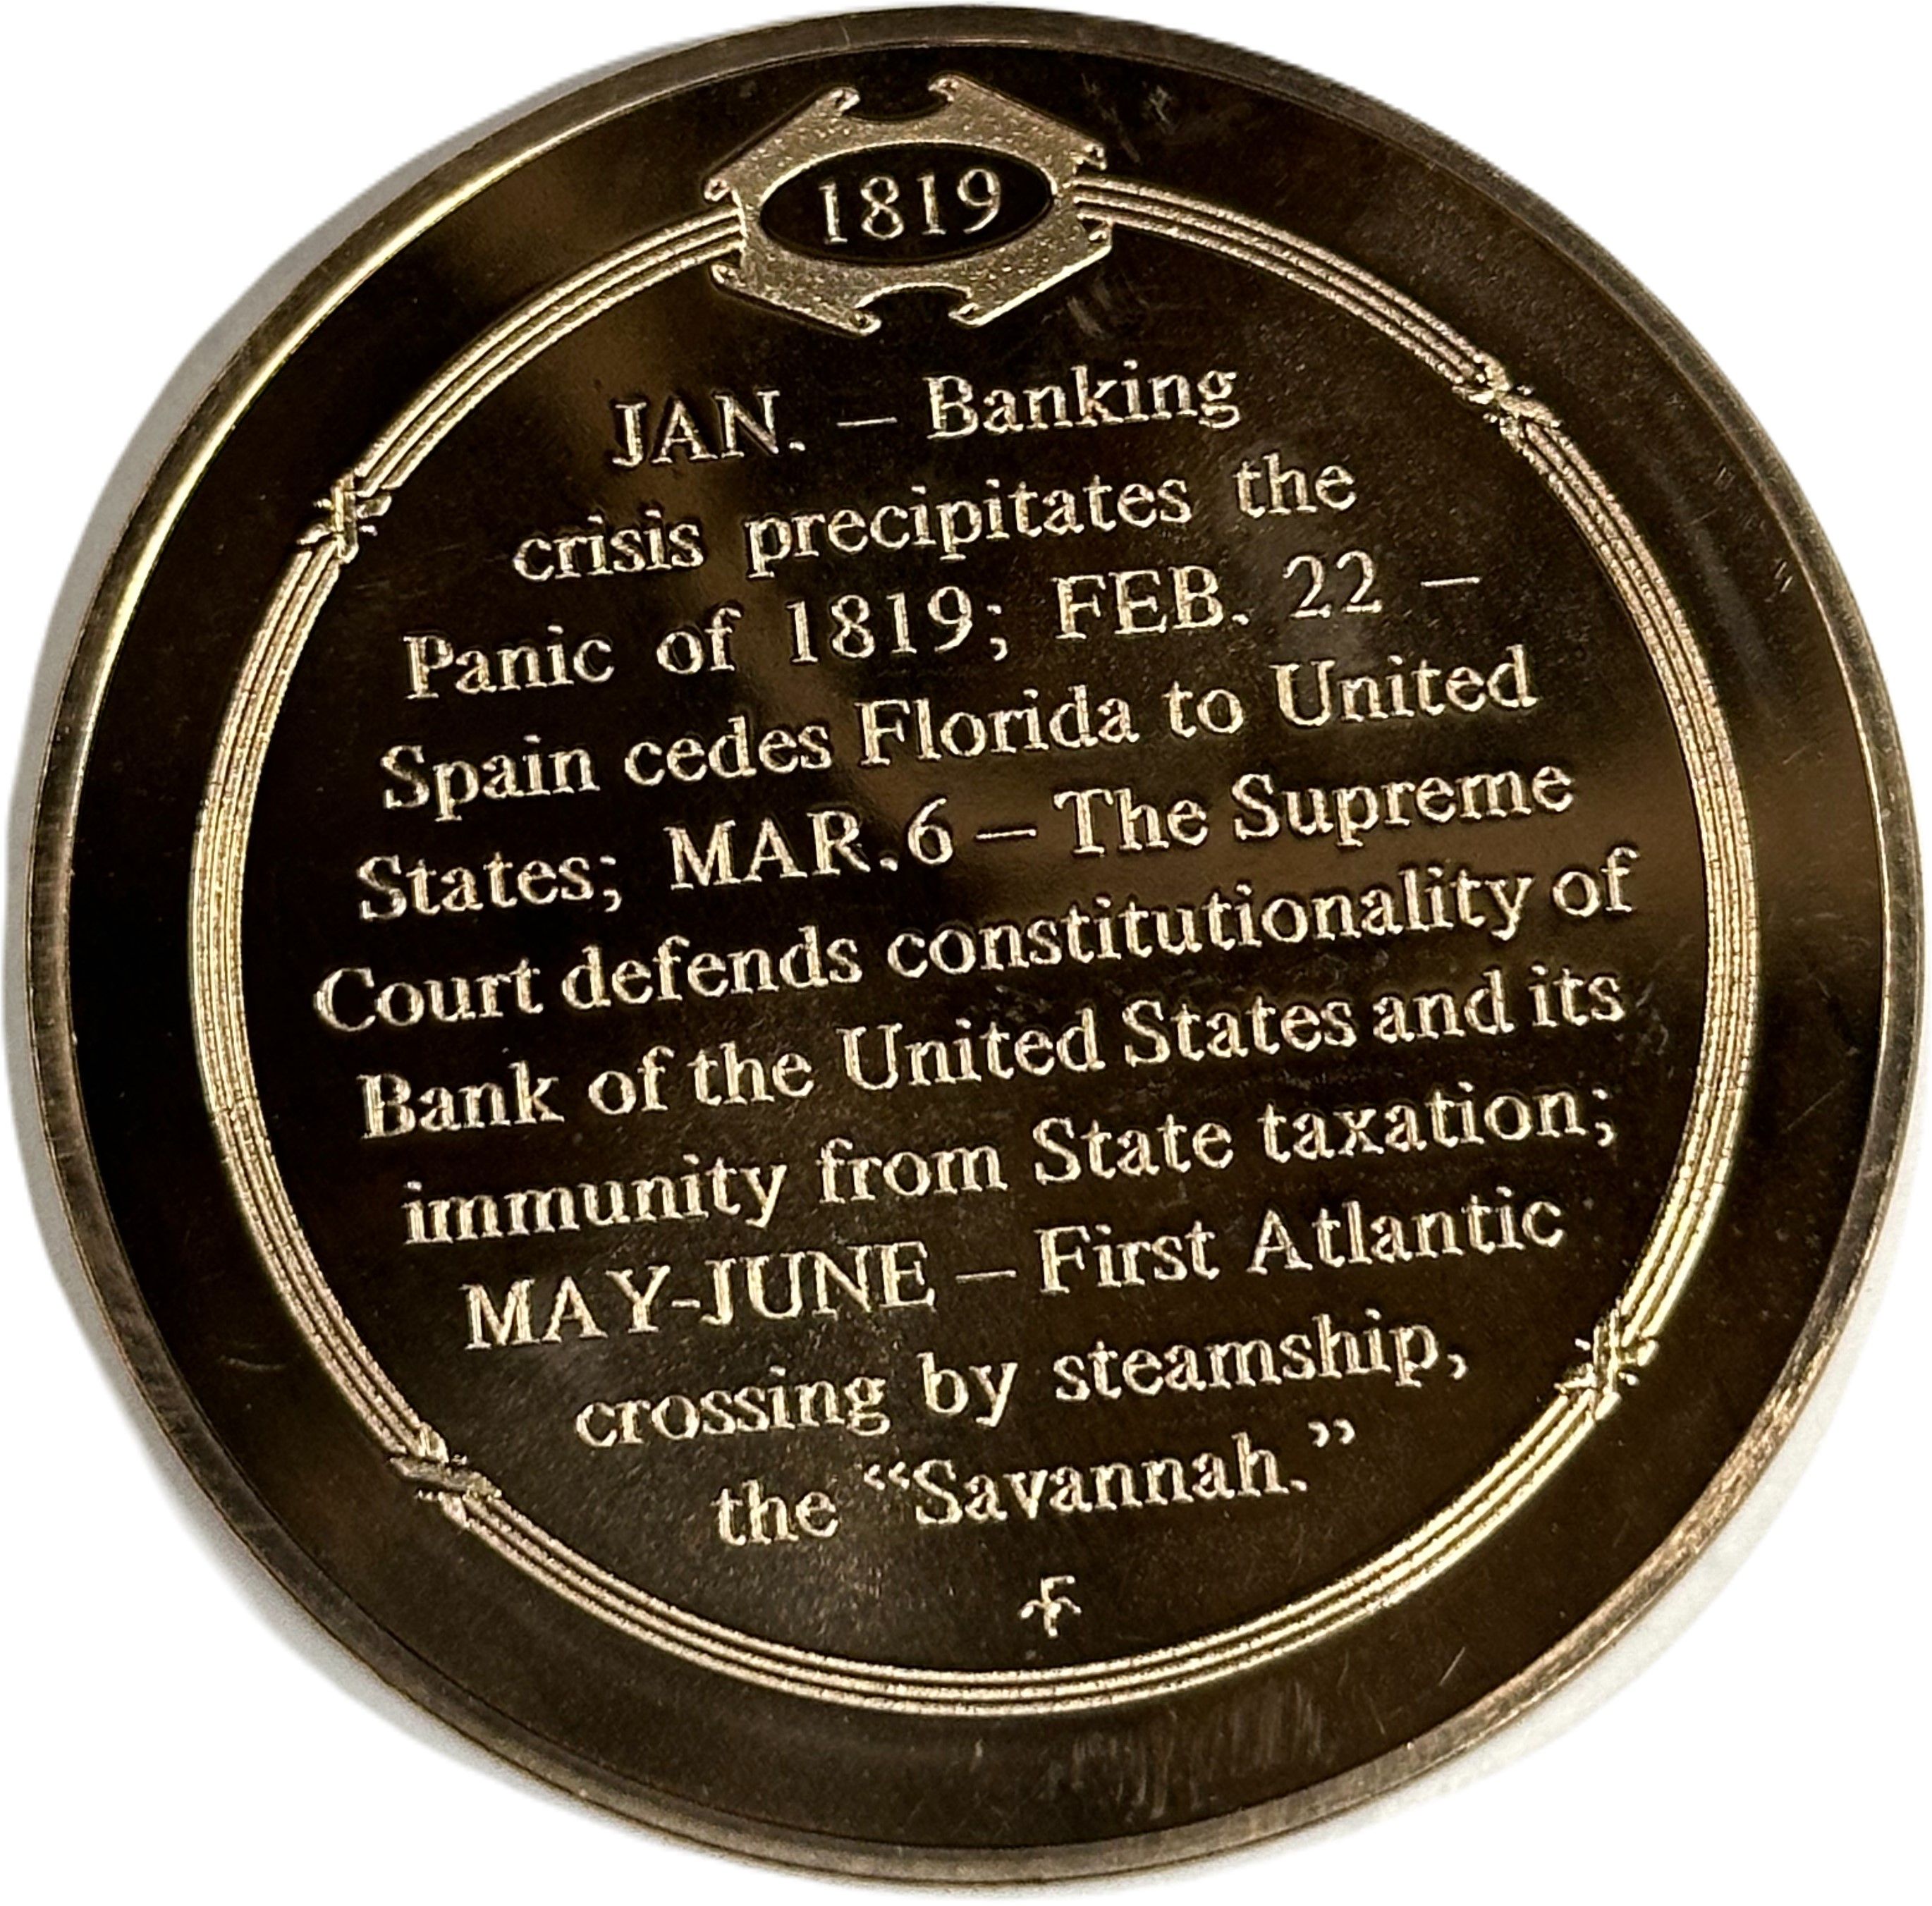 1819
JAN. – Banking
crisis precipitates the
Panic of 1819; FEB. 22 –
Spain cedes Florida to United
States; MAR. 6 – The Supreme
Court defends constitutionality of
Bank of the United States and its
immunity from State taxation;
MAY-JUNE – First Atlantic
crossing by steamship,
the “Savannah.”
F